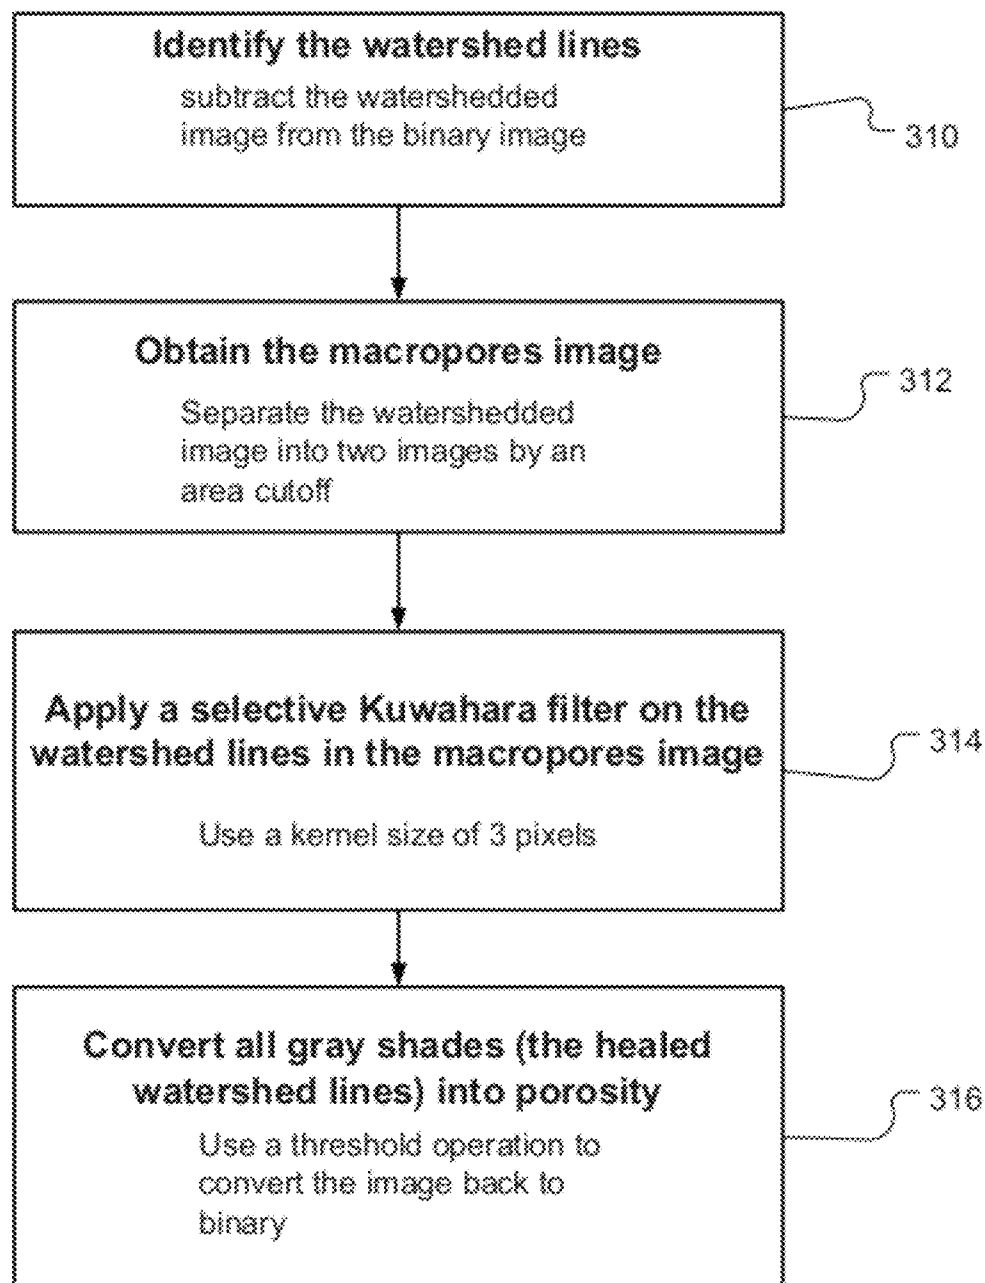 Identify the watershed lines
subtract the watershedded
image from the binary image
310
Obtain the macropores image
Separate the watershedded
image into two images by an
area cutoff
312
Apply a selective Kuwahara filter on the
watershed lines in the macropores image
Use a kernel size of 3 pixels
314
Convert all gray shades (the healed
watershed lines) into porosity
Use a threshold operation to
convert the image back to
binary
316